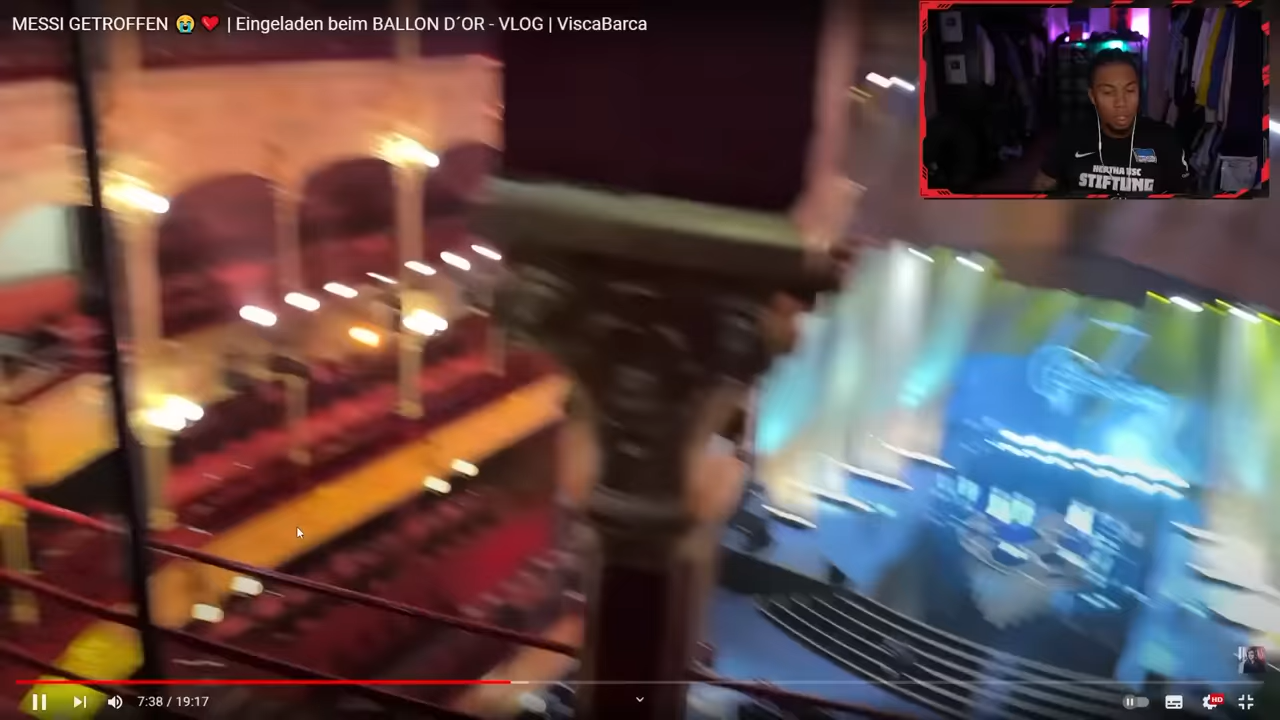 MESSI GETROFFEN 😭 ❤️ | Eingeladen beim BALLON D´OR - VLOG | ViscaBarca
HERTHA BSC
STIFTUNG
7:38 / 19:17
HD